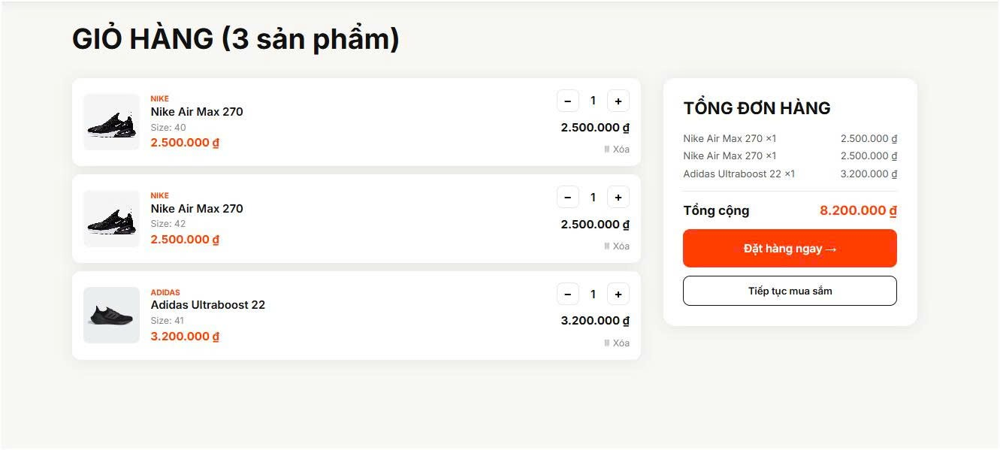 GIỎ HÀNG (3 sản phẩm)
NIKE
Nike Air Max 270
Size: 40
2.500.000 ₫
− 1 +
2.500.000 ₫
Xóa
NIKE
Nike Air Max 270
Size: 42
2.500.000 ₫
− 1 +
2.500.000 ₫
Xóa
ADIDAS
Adidas Ultraboost 22
Size: 41
3.200.000 ₫
− 1 +
3.200.000 ₫
Xóa
TỔNG ĐƠN HÀNG
Nike Air Max 270 ×1 2.500.000 ₫
Nike Air Max 270 ×1 2.500.000 ₫
Adidas Ultraboost 22 ×1 3.200.000 ₫
Tổng cộng 8.200.000 ₫
Đặt hàng ngay →
Tiếp tục mua sắm